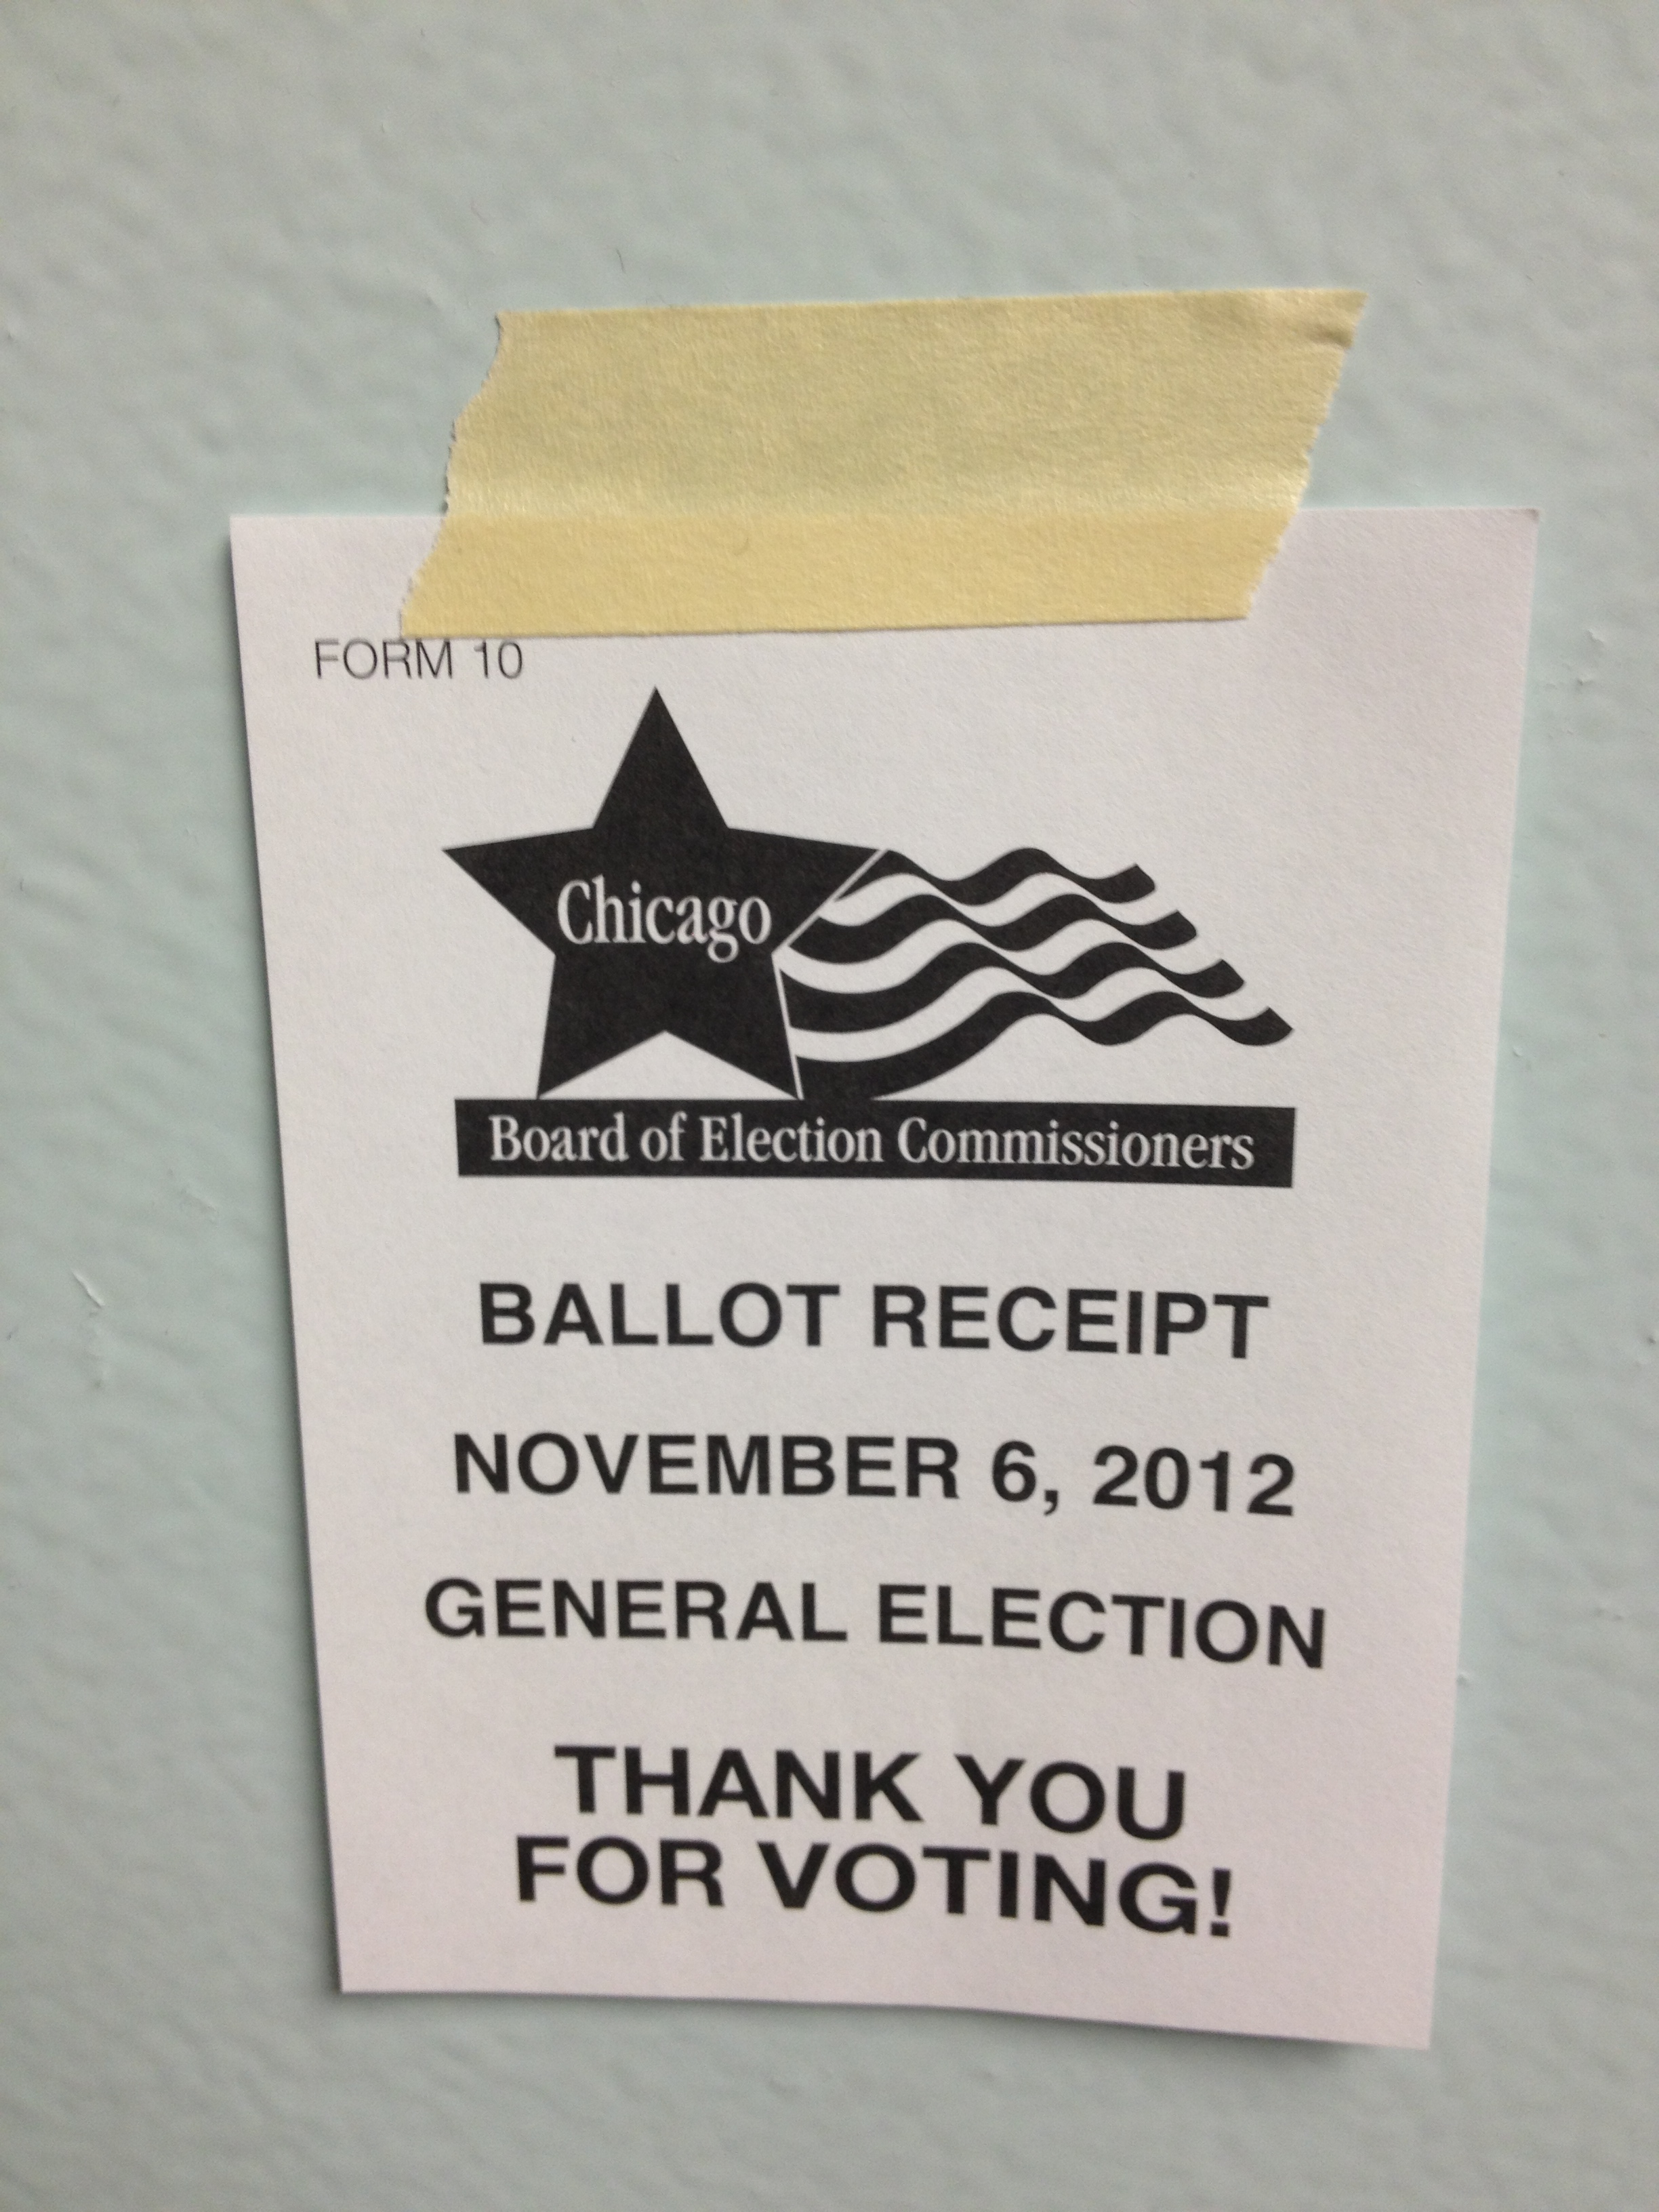 FORM 10
Chicago
Board of Election Commissioners
BALLOT RECEIPT
NOVEMBER 6, 2012
GENERAL ELECTION
THANK YOU
FOR VOTING!